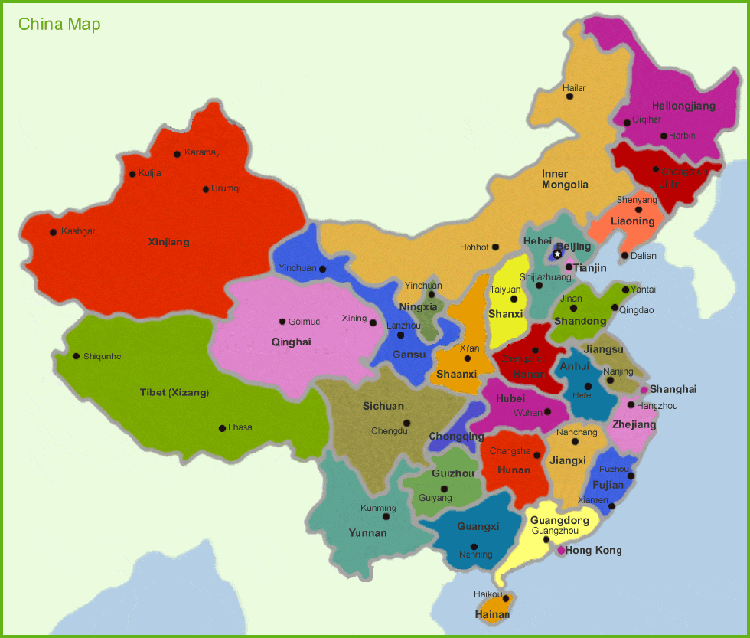 China Map
Hailar
Heilongjiang
Qiqihar
Harbin
Karamay
Kuljia
Urumqi
Inner
Mongolia
Shenyang
Liaoning
Kashgar
Xinjiang
Hohhot
Hebei
Beijing
Dalian
Tianjin
Yinchuan
Shijiazhuang
Yinchuan
Taiyuan
Yantai
Ningxia
Jinan
Shanxi
Qingdao
Shandong
Golmud
Xining
Lanzhou
Qinghai
Xi'an
Gansu
Jiangsu
Shiquanhe
Shaanxi
Henan
Anhui
Nanjing
Hefei
Shanghai
Tibet (Xizang)
Hubei
Sichuan
Wuhan
Hangzhou
Lhasa
Chengdu
Chongqing
Zhejiang
Nanchang
Changsha
Jiangxi
Guizhou
Hunan
Fuzhou
Fujian
Guiyang
Xiamen
Kunming
Guangdong
Guangxi
Guangzhou
Yunnan
Nanning
Hong Kong
Haikou
Hainan